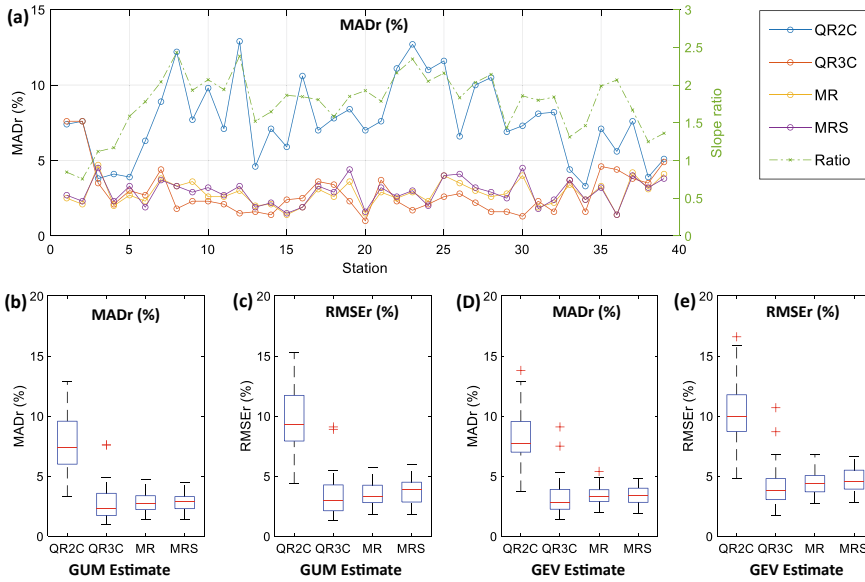 (a)
MADr (%)
15
10
5
0
MADr (%)
0
5
10
15
20
25
30
35
40
Station
3
2.5
2
1.5
1
0.5
0
Slope ratio
QR2C
QR3C
MR
MRS
Ratio
(b)
MADr (%)
20
15
10
5
0
MADr (%)
QR2C QR3C MR MRS
GUM Estimate
(c)
RMSEr (%)
20
15
10
5
0
RMSEr (%)
QR2C QR3C MR MRS
GUM Estimate
(D)
MADr (%)
20
15
10
5
0
MADr (%)
QR2C QR3C MR MRS
GEV Estimate
(e)
RMSEr (%)
20
15
10
5
0
RMSEr (%)
QR2C QR3C MR MRS
GEV Estimate